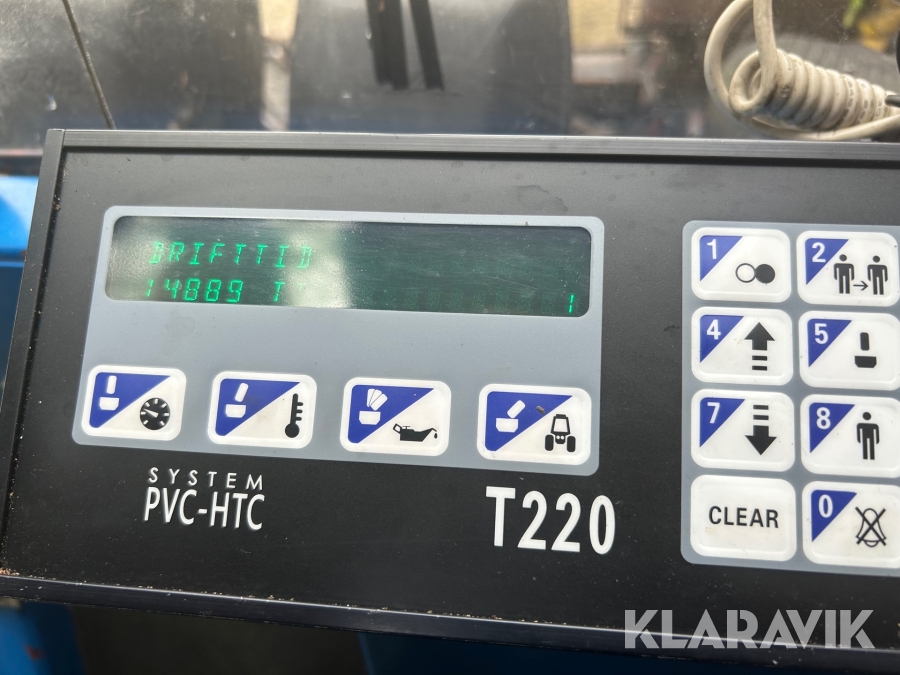 DRIFTTID
14889 T
1
1
2
4
5
7
8
CLEAR
0
SYSTEM
PVC-HTC
T220
KLARAVIK